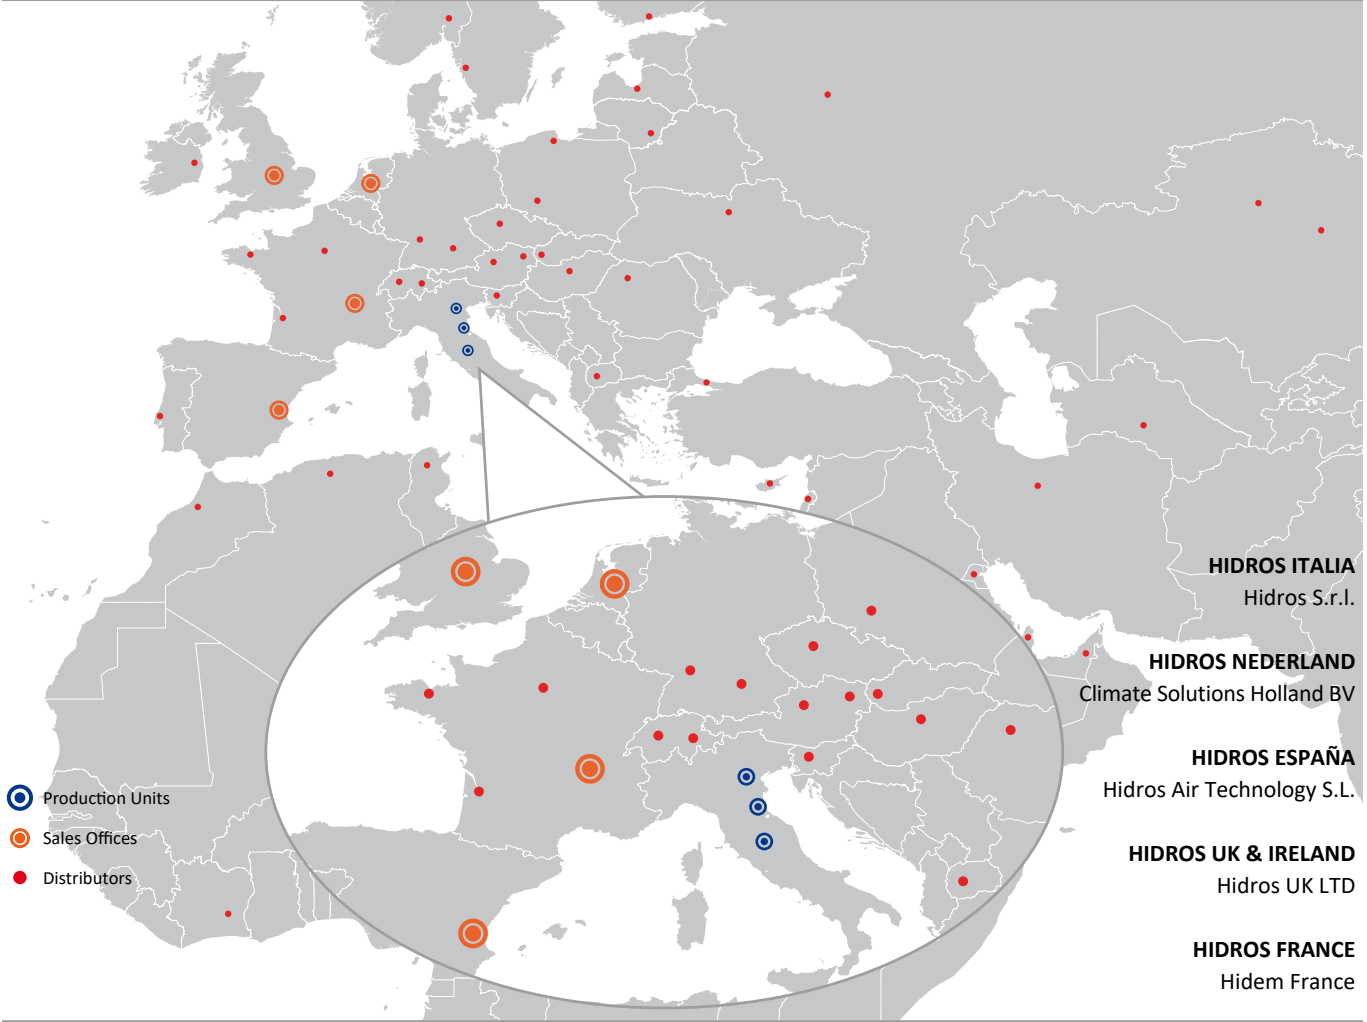 HIDROS ITALIA
Hidros S.r.l.
HIDROS NEDERLAND
Climate Solutions Holland BV
HIDROS ESPAÑA
Hidros Air Technology S.L.
HIDROS UK & IRELAND
Hidros UK LTD
HIDROS FRANCE
Hidem France
Production Units
Sales Offices
Distributors